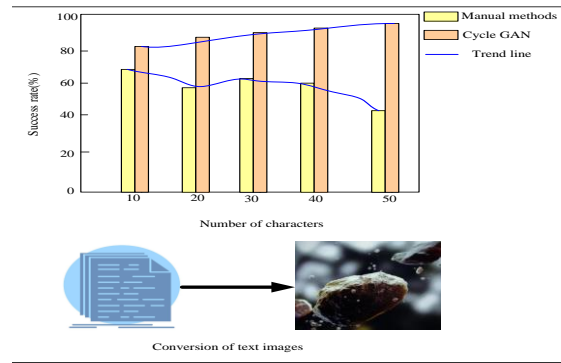 100
80
60
40
20
0
Success rate(%)
10 20 30 40 50
Number of characters
Manual methods
Cycle GAN
Trend line
Conversion of text images